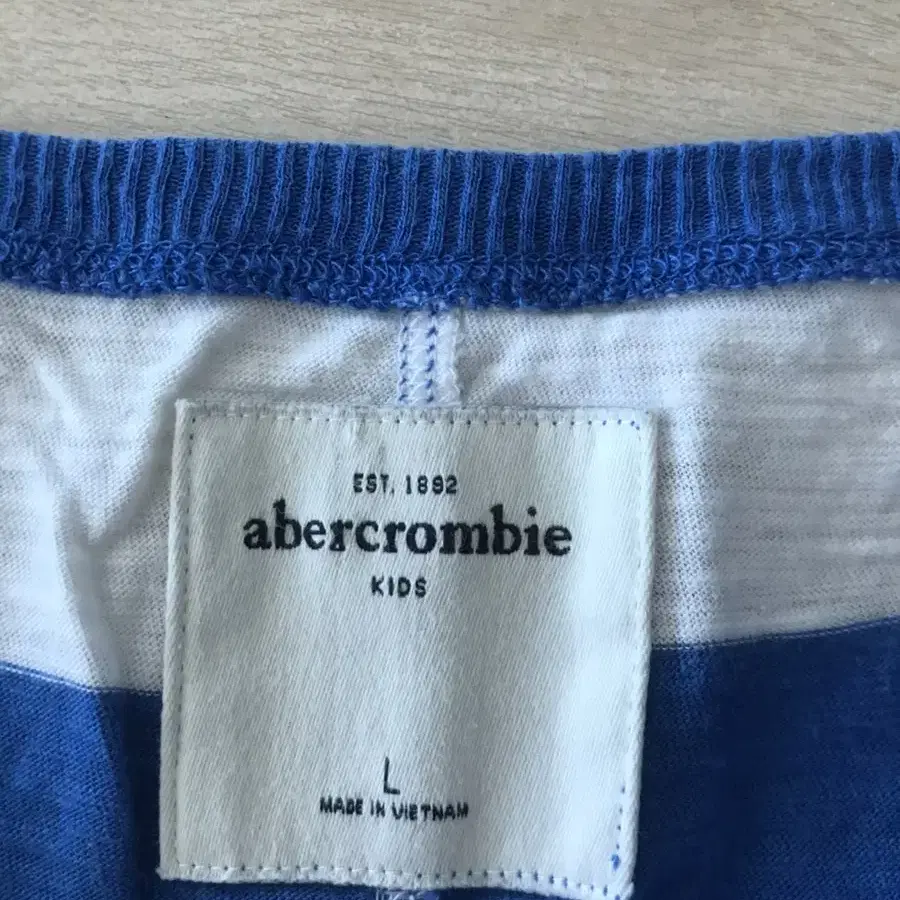 EST. 1892
abercrombie
KIDS
L
MADE IN VIETNAM